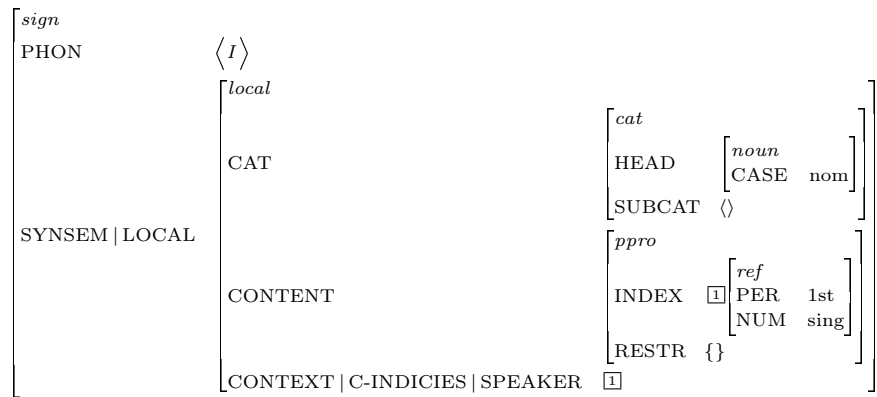 sign
PHON ⟨I⟩
local
cat
CAT HEAD noun
CASE nom
SUBCAT ⟨⟩
SYNSEM | LOCAL
ppro
CONTENT INDEX 1 ref
PER 1st
NUM sing
RESTR {}
CONTEXT | C-INDICIES | SPEAKER 1